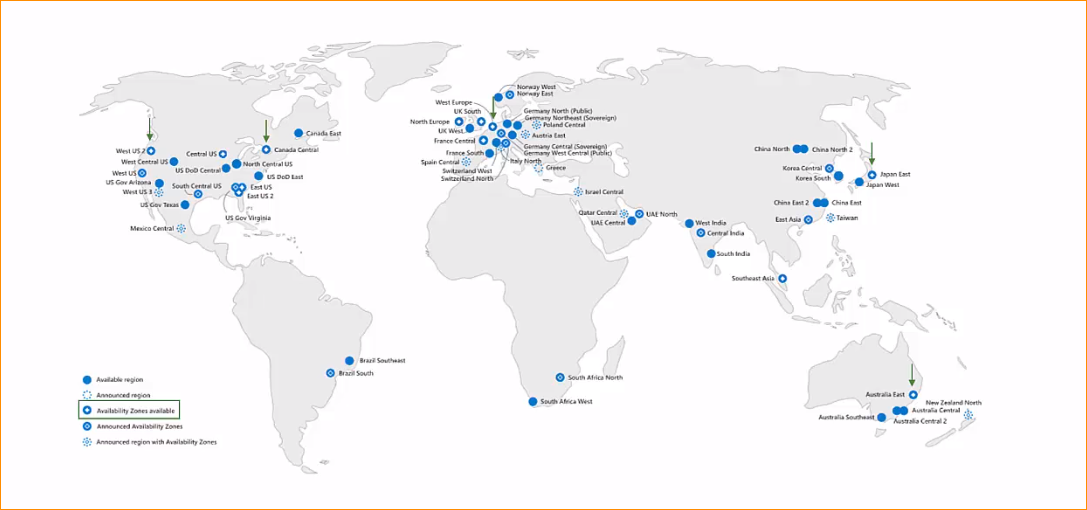 Norway West
Norway East
West Europe
UK South
North Europe
UK West
France Central
France South
Spain Central
Switzerland West
Switzerland North
Germany North (Public)
Germany Northeast (Sovereign)
Poland Central
Austria East
Germany Central (Sovereign)
Germany West Central (Public)
Italy North
Greece
Israel Central
Qatar Central
UAE North
UAE Central
Canada East
Canada Central
West US 2
Central US
West Central US
North Central US
US DoD Central
US DoD East
West US
US Gov Arizona
South Central US
East US
West US 3
East US 2
US Gov Texas
US Gov Virginia
Mexico Central
China North
China North 2
Korea Central
Korea South
Japan East
Japan West
China East 2
China East
East Asia
Taiwan
West India
Central India
South India
Southeast Asia
Brazil Southeast
Brazil South
South Africa North
South Africa West
Australia East
New Zealand North
Australia Central
Australia Southeast
Australia Central 2
Available region
Announced region
Availability Zones available
Announced Availability Zones
Announced region with Availability Zones